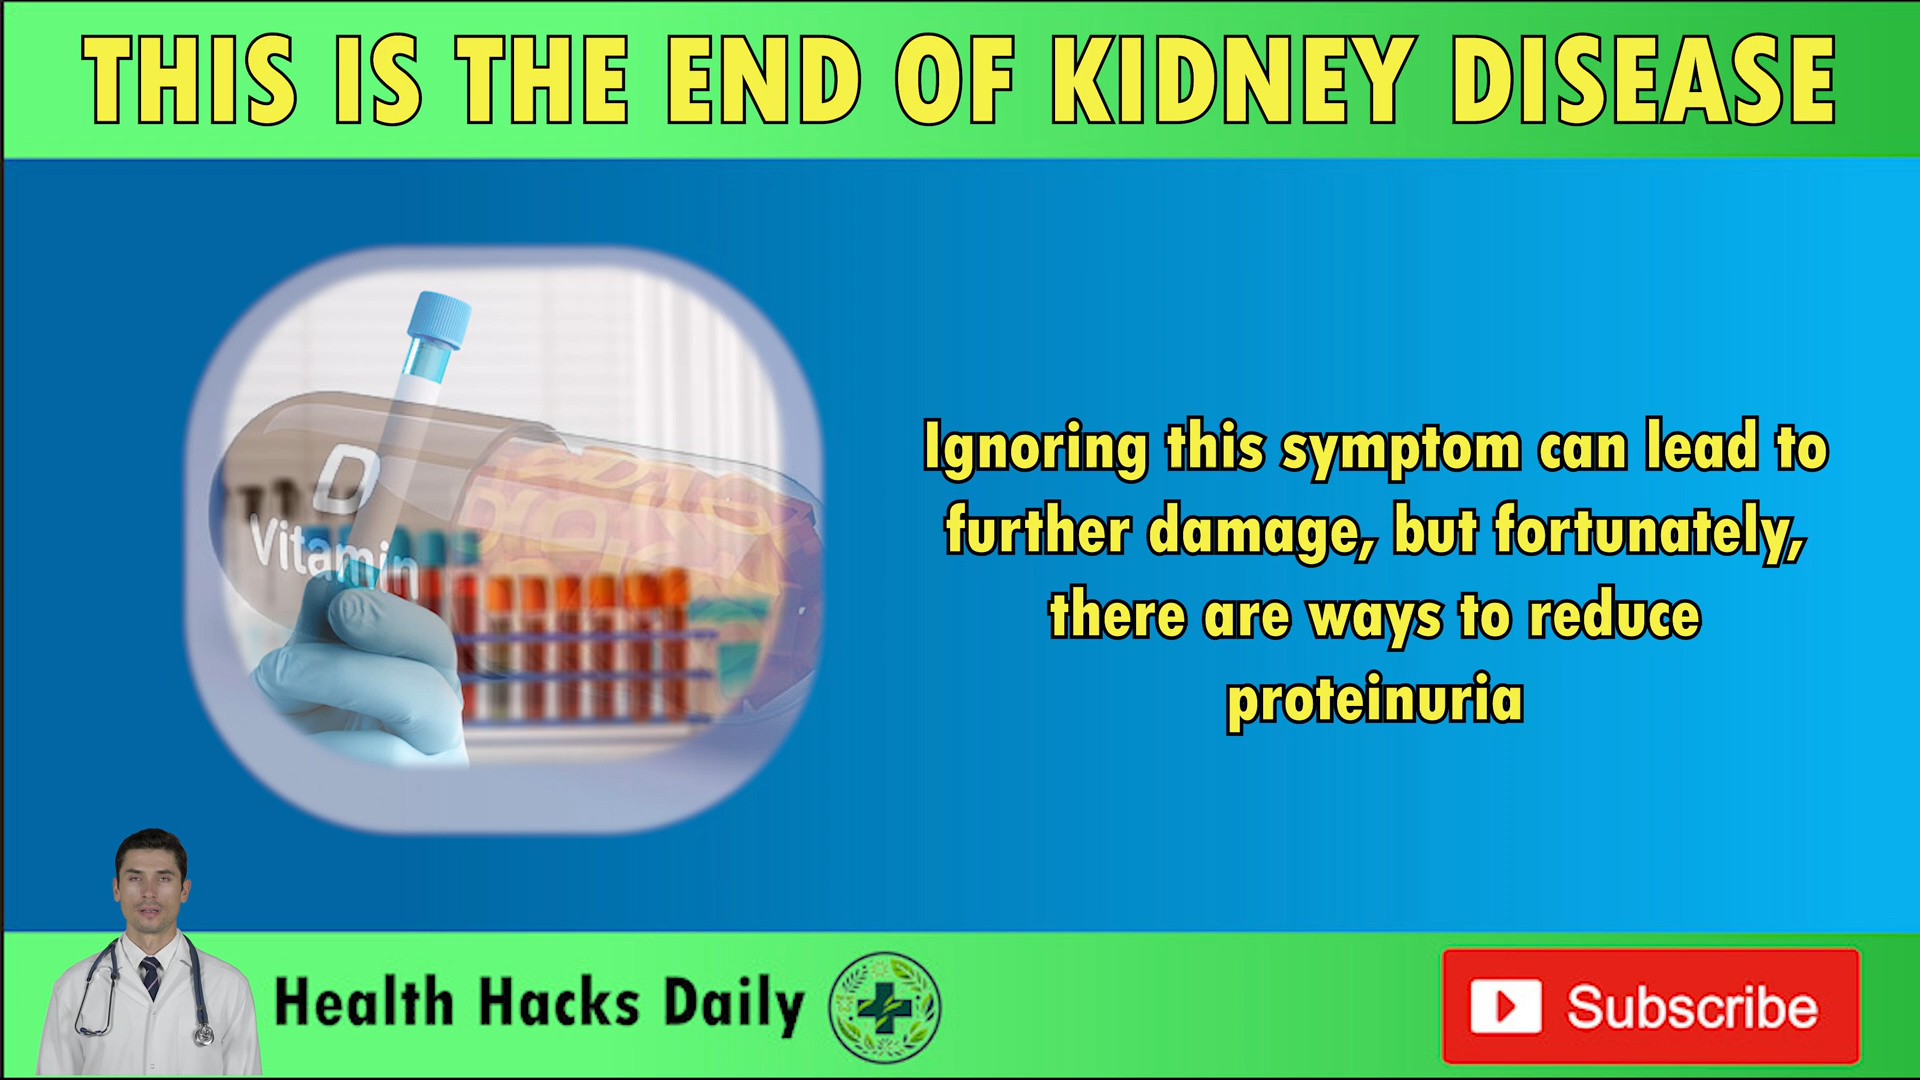 THIS IS THE END OF KIDNEY DISEASE
D
Vitamin
Ignoring this symptom can lead to
further damage, but fortunately,
there are ways to reduce
proteinuria
Health Hacks Daily
Subscribe